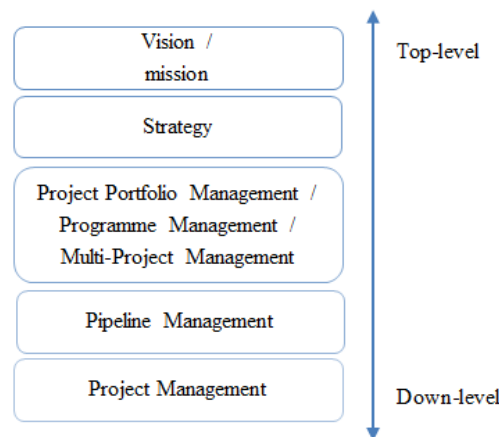 Vision /
mission
Top-level
Strategy
Project Portfolio Management /
Programme Management /
Multi-Project Management
Pipeline Management
Project Management
Down-level